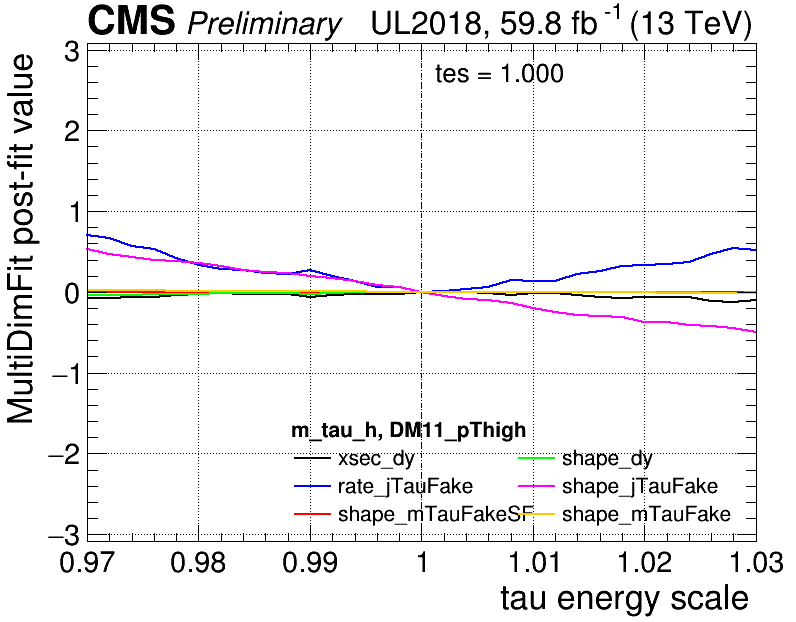 CMS Preliminary UL2018, 59.8 fb⁻¹ (13 TeV)
MultiDimFit post-fit value
3
2
1
0
−1
−2
−3
tes = 1.000
m_tau_h, DM11_pThigh
xsec_dy shape_dy
rate_jTauFake shape_jTauFake
shape_mTauFakeSF shape_mTauFake
0.97 0.98 0.99 1 1.01 1.02 1.03
tau energy scale